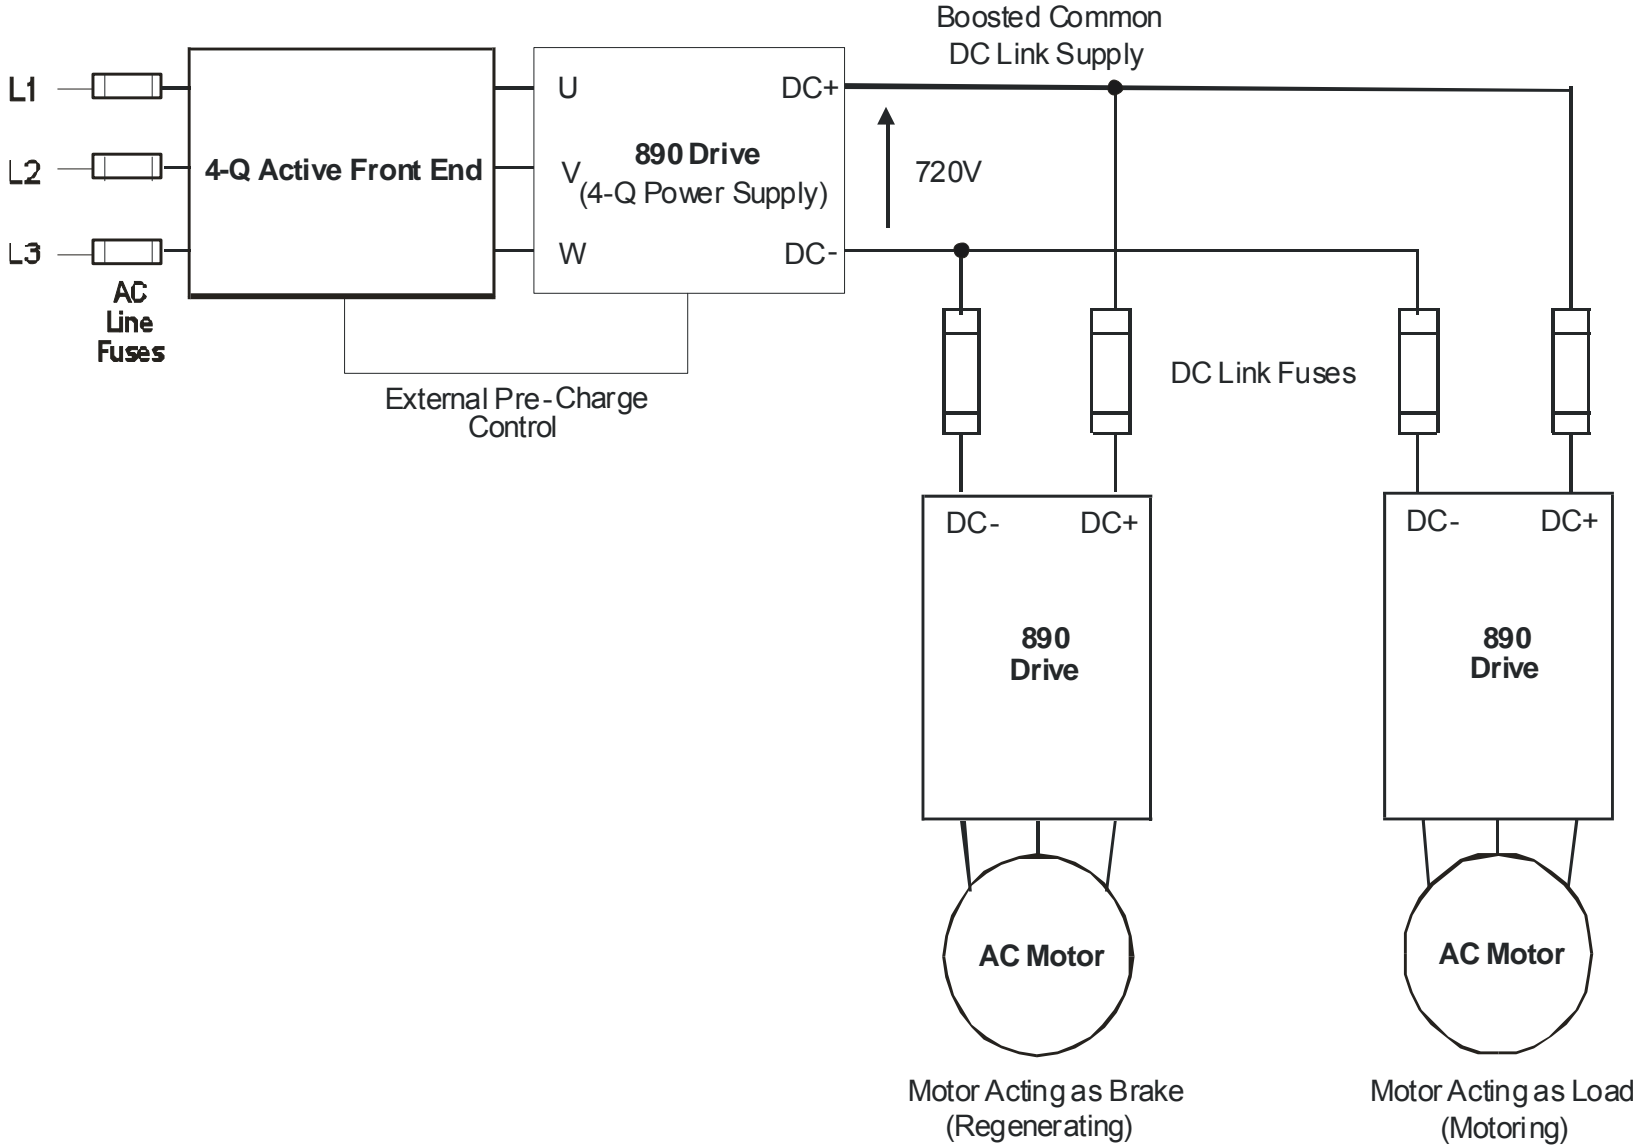 Boosted Common
DC Link Supply
L1
L2
L3
AC
Line
Fuses
4-Q Active Front End
U
V
W
890 Drive
(4-Q Power Supply)
DC+
DC-
720V
External Pre-Charge
Control
DC Link Fuses
DC-
DC+
890
Drive
DC-
DC+
890
Drive
AC Motor
AC Motor
Motor Acting as Brake
(Regenerating)
Motor Acting as Load
(Motoring)